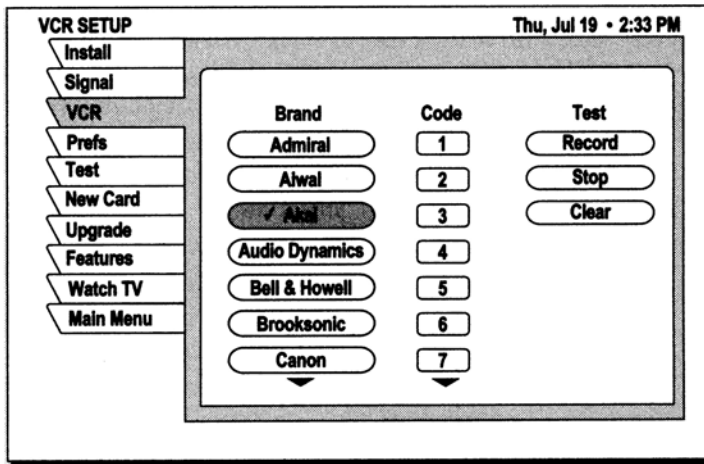 VCR SETUP Thu, Jul 19 • 2:33 PM
Install
Signal
VCR
Prefs
Test
New Card
Upgrade
Features
Watch TV
Main Menu
Brand Code Test
Admiral 1 Record
Aiwai 2 Stop
✓ Akai 3 Clear
Audio Dynamics 4
Bell & Howell 5
Brooksonic 6
Canon 7